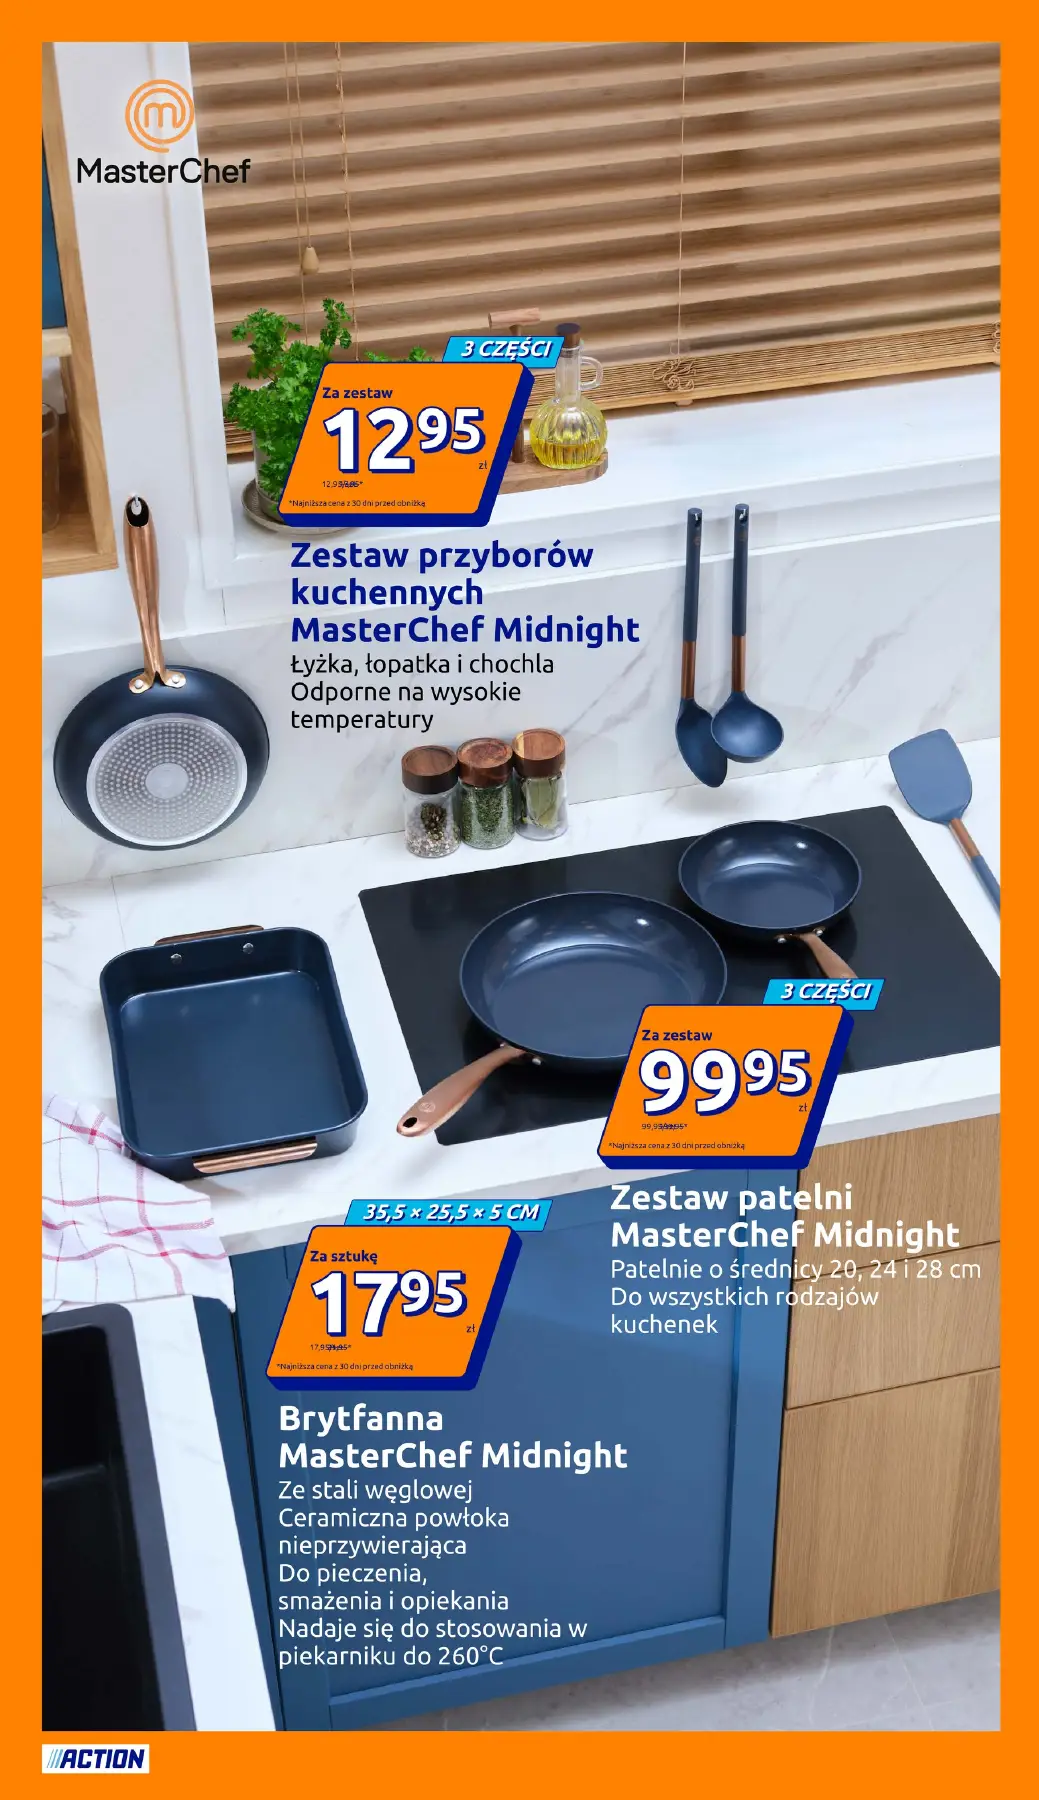 MasterChef
3 CZĘŚCI
Za zestaw
12 95
zł
*Najniższa cena z 30 dni przed obniżką
Zestaw przyborów
kuchennych
MasterChef Midnight
Łyżka, łopatka i chochla
Odporne na wysokie
temperatury
3 CZĘŚCI
Za zestaw
99 95
zł
*Najniższa cena z 30 dni przed obniżką
Zestaw patelni
MasterChef Midnight
Patelnie o średnicy 20, 24 i 28 cm
Do wszystkich rodzajów
kuchenek
35,5 × 25,5 × 5 CM
Za sztukę
17 95
zł
*Najniższa cena z 30 dni przed obniżką
Brytfanna
MasterChef Midnight
Ze stali węglowej
Ceramiczna powłoka
nieprzywierająca
Do pieczenia,
smażenia i opiekania
Nadaje się do stosowania w
piekarniku do 260°C
ACTION